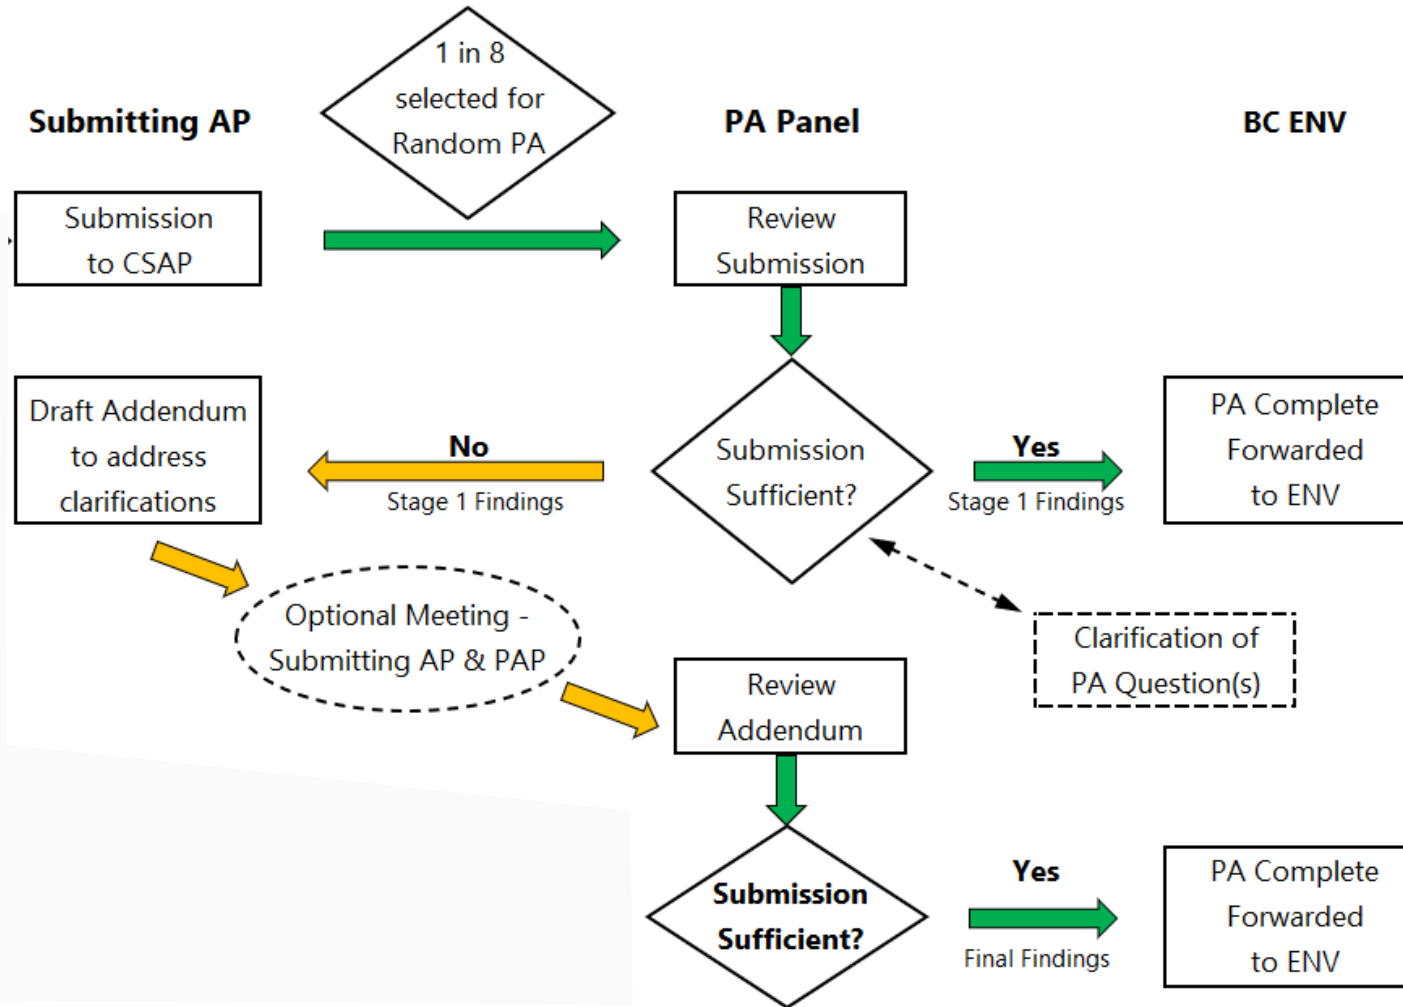 1 in 8
selected for
Random PA
Submitting AP
PA Panel
BC ENV
Submission
to CSAP
Review
Submission
Draft Addendum
to address
clarifications
No
Stage 1 Findings
Submission
Sufficient?
Yes
Stage 1 Findings
PA Complete
Forwarded
to ENV
Optional Meeting -
Submitting AP & PAP
Clarification of
PA Question(s)
Review
Addendum
Submission
Sufficient?
Yes
Final Findings
PA Complete
Forwarded
to ENV